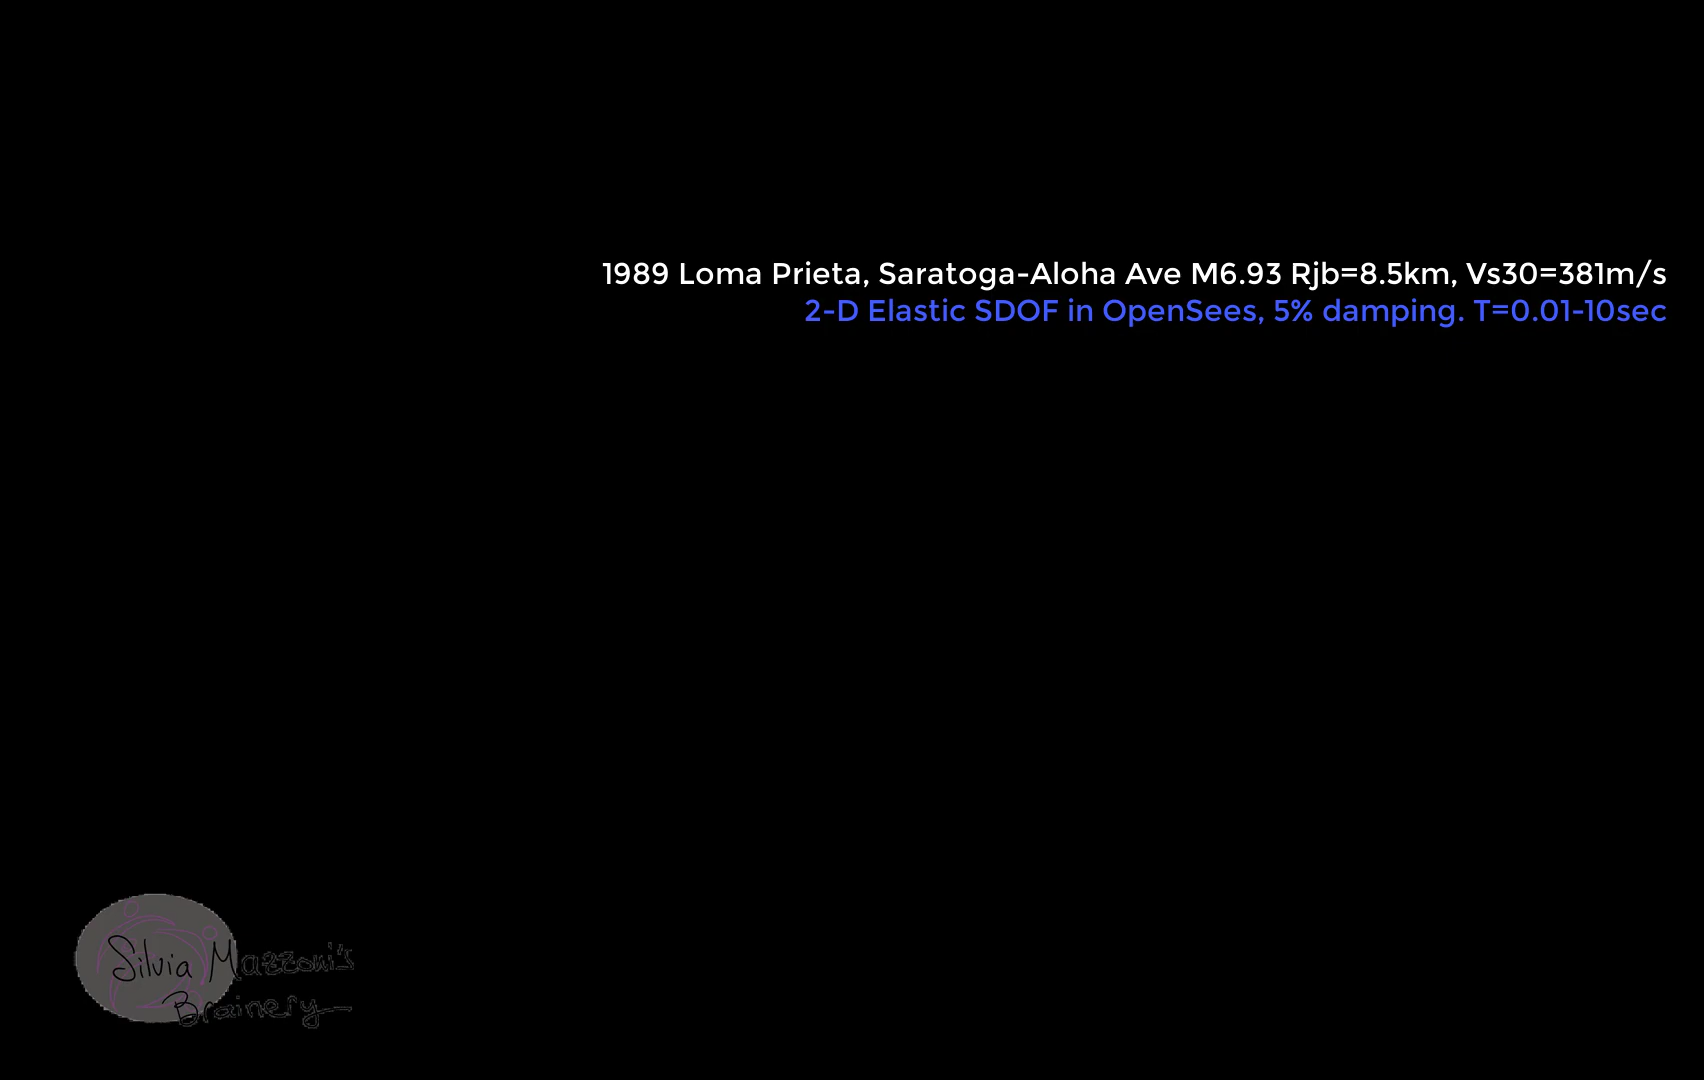 1989 Loma Prieta, Saratoga-Aloha Ave M6.93 Rjb=8.5km, Vs30=381m/s
2-D Elastic SDOF in OpenSees, 5% damping. T=0.01-10sec
Silvia Mazzoni's
Brainery